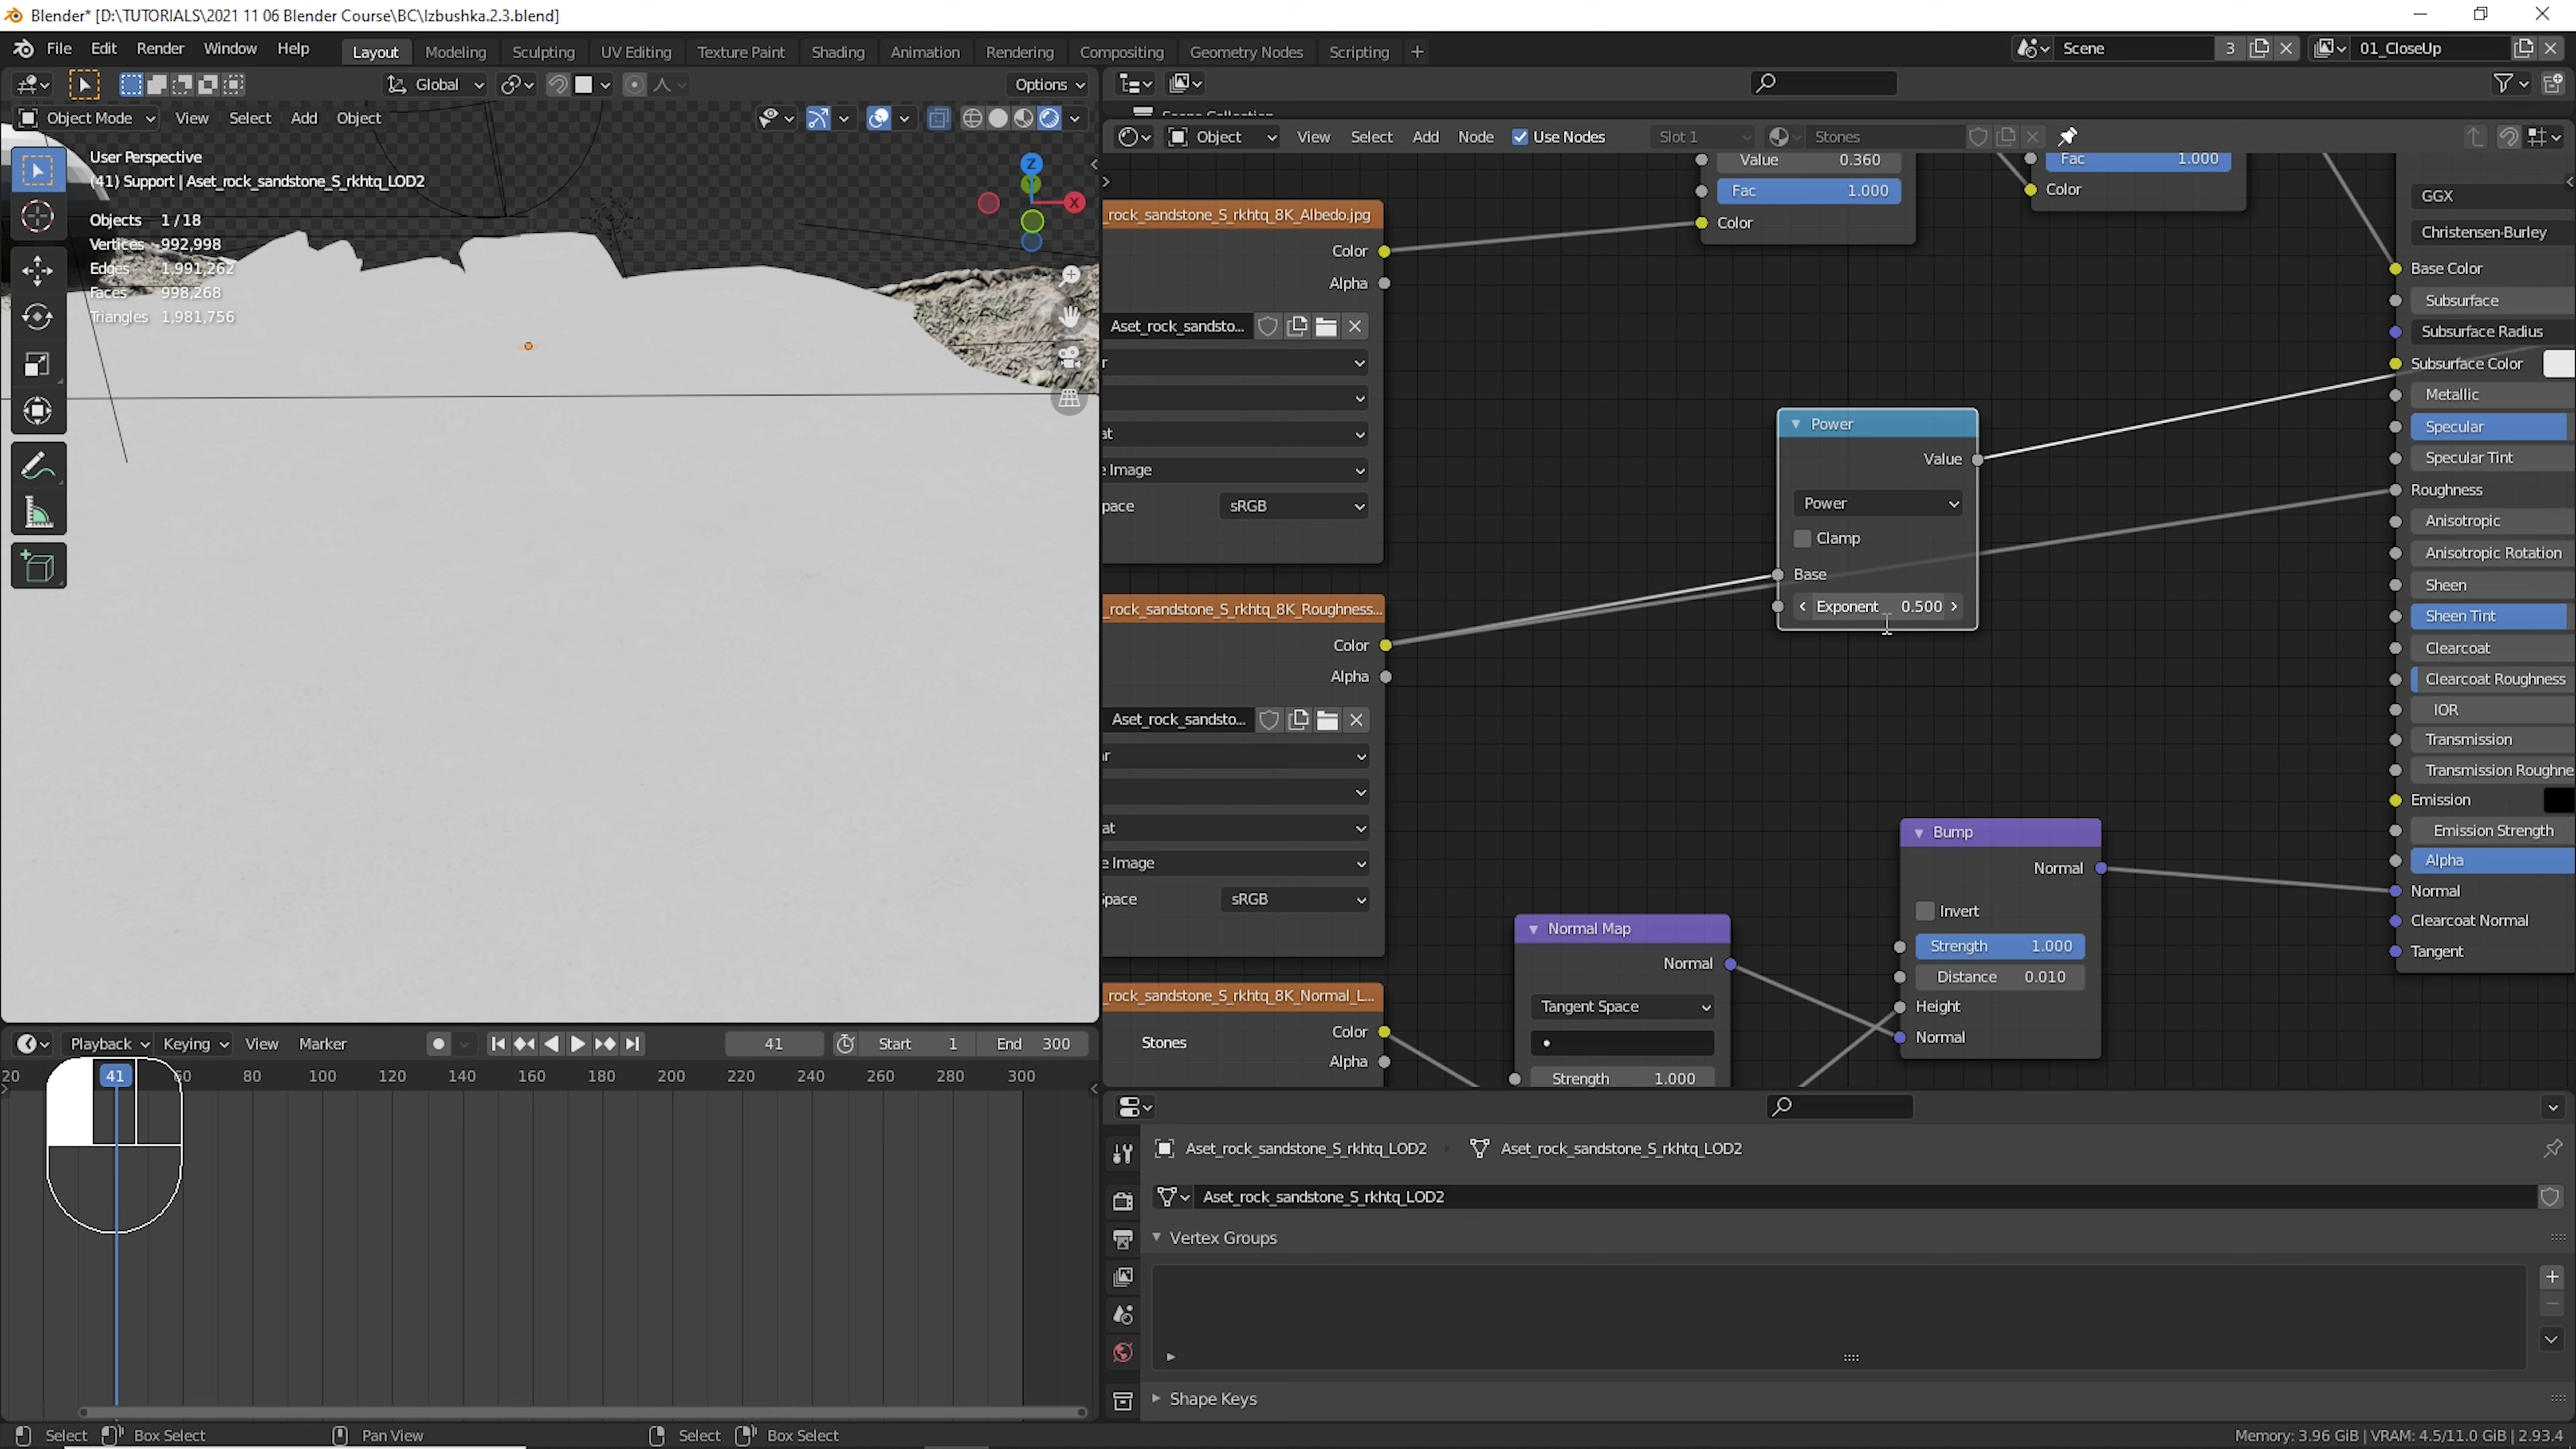 Blender* [D:\TUTORIALS\2021 11 06 Blender Course\BC\Izbushka.2.3.blend]
File Edit Render Window Help Layout Modeling Sculpting UV Editing Texture Paint Shading Animation Rendering Compositing Geometry Nodes Scripting + Scene 3 01_CloseUp
Global Options
Object Mode View Select Add Object
Object View Select Add Node Use Nodes Slot 1 Stones
User Perspective
(41) Support | Aset_rock_sandstone_S_rkhtq_LOD2
Objects 1 / 18
Vertices 992,998
Edges 1,991,262
Faces 998,268
Triangles 1,981,756
Z
X
Value 0.360
Fac 1.000
Color
Fac 1.000
Color
_rock_sandstone_S_rkhtq_8K_Albedo.jpg
Color
Alpha
Aset_rock_sandsto...
r
at
e Image
pace sRGB
_rock_sandstone_S_rkhtq_8K_Roughness...
Color
Alpha
Aset_rock_sandsto...
r
at
e Image
pace sRGB
_rock_sandstone_S_rkhtq_8K_Normal_L...
Color
Stones
Alpha
Power
Value
Power
Clamp
Base
Exponent 0.500
Normal Map
Normal
Tangent Space
Strength 1.000
Bump
Normal
Invert
Strength 1.000
Distance 0.010
Height
Normal
GGX
Christensen-Burley
Base Color
Subsurface
Subsurface Radius
Subsurface Color
Metallic
Specular
Specular Tint
Roughness
Anisotropic
Anisotropic Rotation
Sheen
Sheen Tint
Clearcoat
Clearcoat Roughness
IOR
Transmission
Transmission Roughne
Emission
Emission Strength
Alpha
Normal
Clearcoat Normal
Tangent
Playback Keying View Marker 41 Start 1 End 300
20 41 60 80 100 120 140 160 180 200 220 240 260 280 300
Aset_rock_sandstone_S_rkhtq_LOD2 Aset_rock_sandstone_S_rkhtq_LOD2
Aset_rock_sandstone_S_rkhtq_LOD2
Vertex Groups
Shape Keys
Select Box Select Pan View Select Box Select Memory: 3.96 GiB | VRAM: 4.5/11.0 GiB | 2.93.4